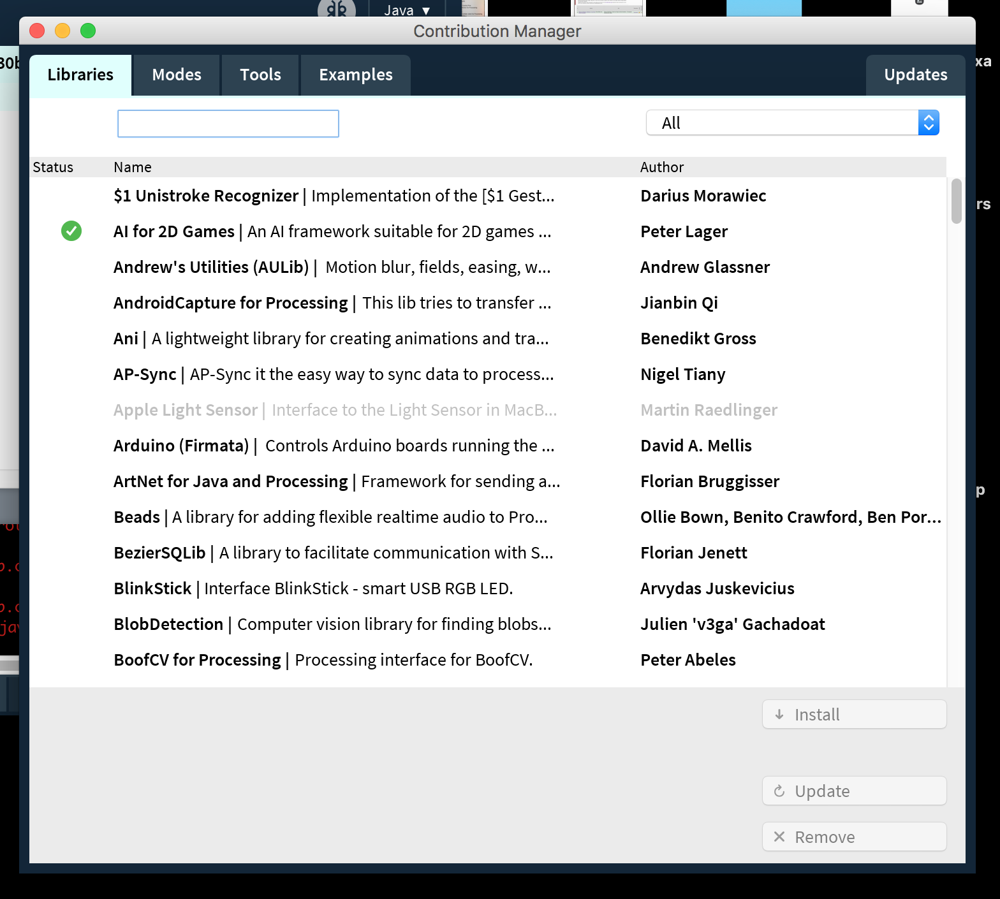 Java ▼
Contribution Manager
Libraries Modes Tools Examples Updates
All
Status Name Author
$1 Unistroke Recognizer | Implementation of the [$1 Gest... Darius Morawiec
AI for 2D Games | An AI framework suitable for 2D games ... Peter Lager
Andrew's Utilities (AULib) | Motion blur, fields, easing, w... Andrew Glassner
AndroidCapture for Processing | This lib tries to transfer ... Jianbin Qi
Ani | A lightweight library for creating animations and tra... Benedikt Gross
AP-Sync | AP-Sync it the easy way to sync data to process... Nigel Tiany
Apple Light Sensor | Interface to the Light Sensor in MacB... Martin Raedlinger
Arduino (Firmata) | Controls Arduino boards running the ... David A. Mellis
ArtNet for Java and Processing | Framework for sending a... Florian Bruggisser
Beads | A library for adding flexible realtime audio to Pro... Ollie Bown, Benito Crawford, Ben Por...
BezierSQLib | A library to facilitate communication with S... Florian Jenett
BlinkStick | Interface BlinkStick - smart USB RGB LED. Arvydas Juskevicius
BlobDetection | Computer vision library for finding blobs... Julien 'v3ga' Gachadoat
BoofCV for Processing | Processing interface for BoofCV. Peter Abeles
Install
Update
Remove